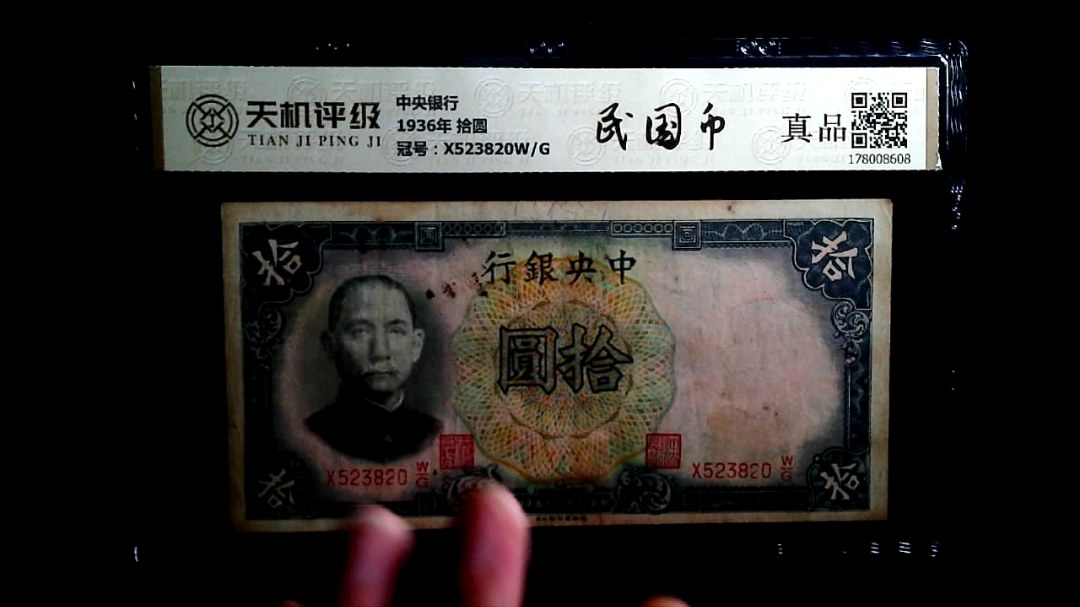 天机评级
TIAN JI PING JI
中央银行
1936年 拾圆
冠号：X523820W/G
民国币
真品
178008608
拾
拾
行銀央中
圓拾
X523820 W/G
X523820 W/G
拾
拾